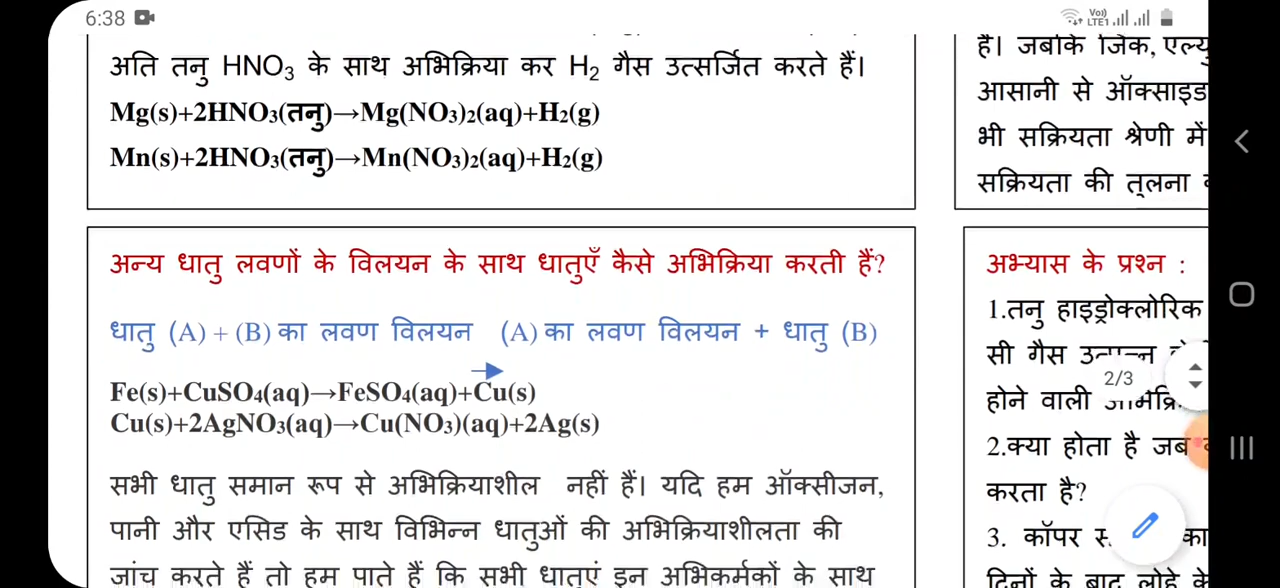 6:38
Vo)) LTE1
अति तनु HNO3 के साथ अभिक्रिया कर H2 गैस उत्सर्जित करते हैं।
Mg(s)+2HNO3(तनु)→Mg(NO3)2(aq)+H2(g)
Mn(s)+2HNO3(तनु)→Mn(NO3)2(aq)+H2(g)
अन्य धातु लवणों के विलयन के साथ धातुएँ कैसे अभिक्रिया करती हैं?
धातु (A) + (B) का लवण विलयन (A) का लवण विलयन + धातु (B)
Fe(s)+CuSO4(aq)→FeSO4(aq)+Cu(s)
Cu(s)+2AgNO3(aq)→Cu(NO3)(aq)+2Ag(s)
सभी धातु समान रूप से अभिक्रियाशील नहीं हैं। यदि हम ऑक्सीजन,
पानी और एसिड के साथ विभिन्न धातुओं की अभिक्रियाशीलता की
जांच करते हैं तो हम पाते हैं कि सभी धातुएं इन अभिकर्मकों के साथ
हैं। जबकि जिंक, एल्यु
आसानी से ऑक्साइड
भी सक्रियता श्रेणी में
सक्रियता की तुलना
अभ्यास के प्रश्न :
1.तनु हाइड्रोक्लोरिक
सी गैस
2/3
होने वाली
2.क्या होता है जब
करता है?
3. कॉपर
दिनों के बाद लोहे के